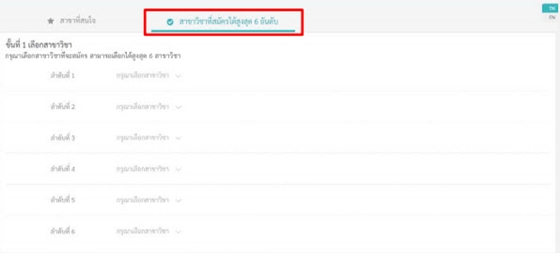 TH
EN
สาขาที่สนใจ
สาขาวิชาที่สมัครได้สูงสุด 6 อันดับ
ขั้นที่ 1 เลือกสาขาวิชา
กรุณาเลือกสาขาวิชาที่จะสมัคร สามารถเลือกได้สูงสุด 6 สาขาวิชา
ลำดับที่ 1 กรุณาเลือกสาขาวิชา
ลำดับที่ 2 กรุณาเลือกสาขาวิชา
ลำดับที่ 3 กรุณาเลือกสาขาวิชา
ลำดับที่ 4 กรุณาเลือกสาขาวิชา
ลำดับที่ 5 กรุณาเลือกสาขาวิชา
ลำดับที่ 6 กรุณาเลือกสาขาวิชา